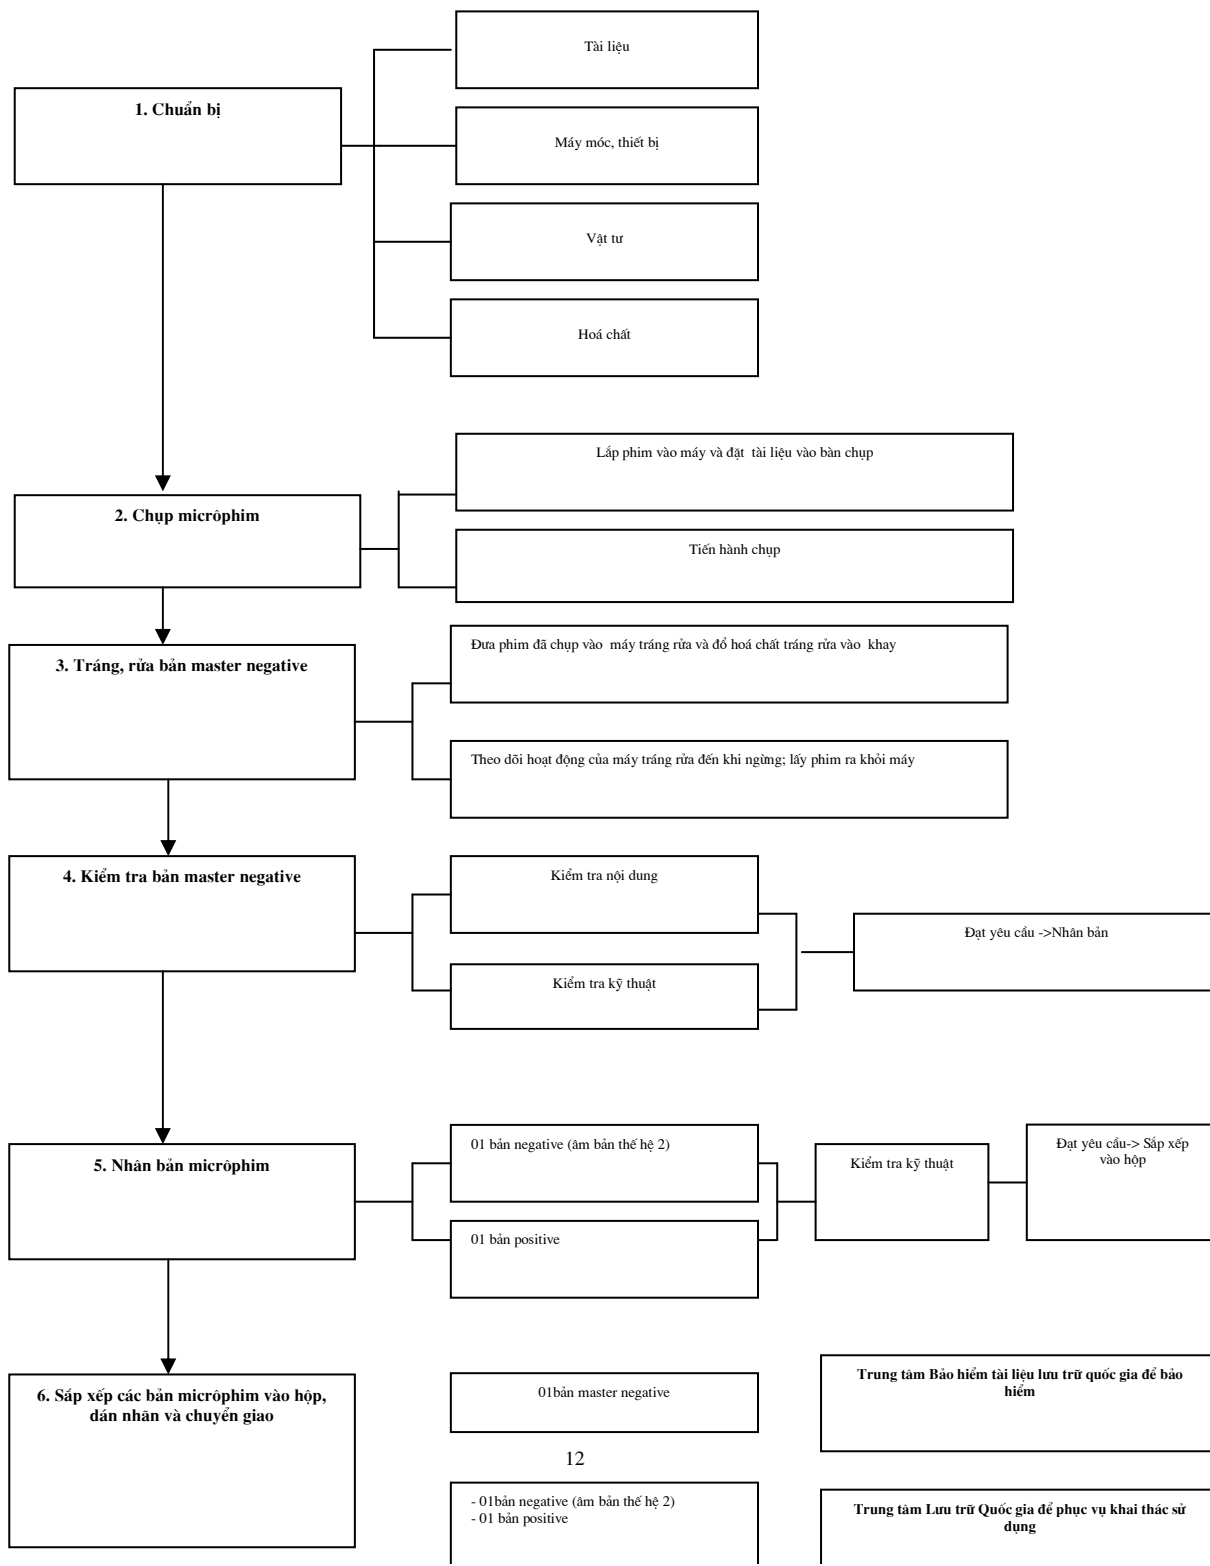 Tài liệu
1. Chuẩn bị
Máy móc, thiết bị
Vật tư
Hoá chất
Lắp phim vào máy và đặt tài liệu vào bàn chụp
2. Chụp micrôphim
Tiến hành chụp
Đưa phim đã chụp vào máy tráng rửa và đổ hoá chất tráng rửa vào khay
3. Tráng, rửa bản master negative
Theo dõi hoạt động của máy tráng rửa đến khi ngừng; lấy phim ra khỏi máy
4. Kiểm tra bản master negative
Kiểm tra nội dung
Đạt yêu cầu ->Nhân bản
Kiểm tra kỹ thuật
5. Nhân bản micrôphim
01 bản negative (âm bản thế hệ 2)
Kiểm tra kỹ thuật
Đạt yêu cầu-> Sắp xếp
vào hộp
01 bản positive
6. Sắp xếp các bản micrôphim vào hộp,
dán nhãn và chuyển giao
01bản master negative
Trung tâm Bảo hiểm tài liệu lưu trữ quốc gia để bảo
hiểm
12
- 01bản negative (âm bản thế hệ 2)
- 01 bản positive
Trung tâm Lưu trữ Quốc gia để phục vụ khai thác sử
dụng